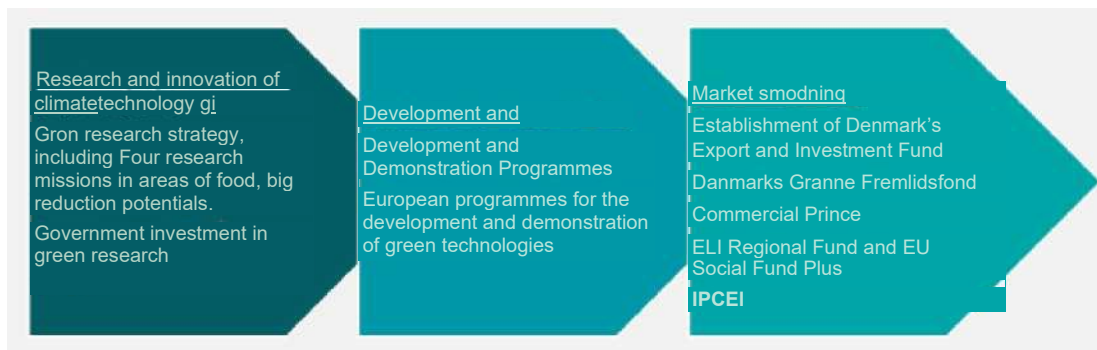 Research and innovation of
climatetechnology gi
Gron research strategy,
including Four research
missions in areas of food, big
reduction potentials.
Government investment in
green research
Development and
Development and
Demonstration Programmes
European programmes for the
development and demonstration
of green technologies
Market smodninq
Establishment of Denmark's
Export and Investment Fund
Danmarks Granne Fremlidsfond
Commercial Prince
ELI Regional Fund and EU
Social Fund Plus
IPCEI